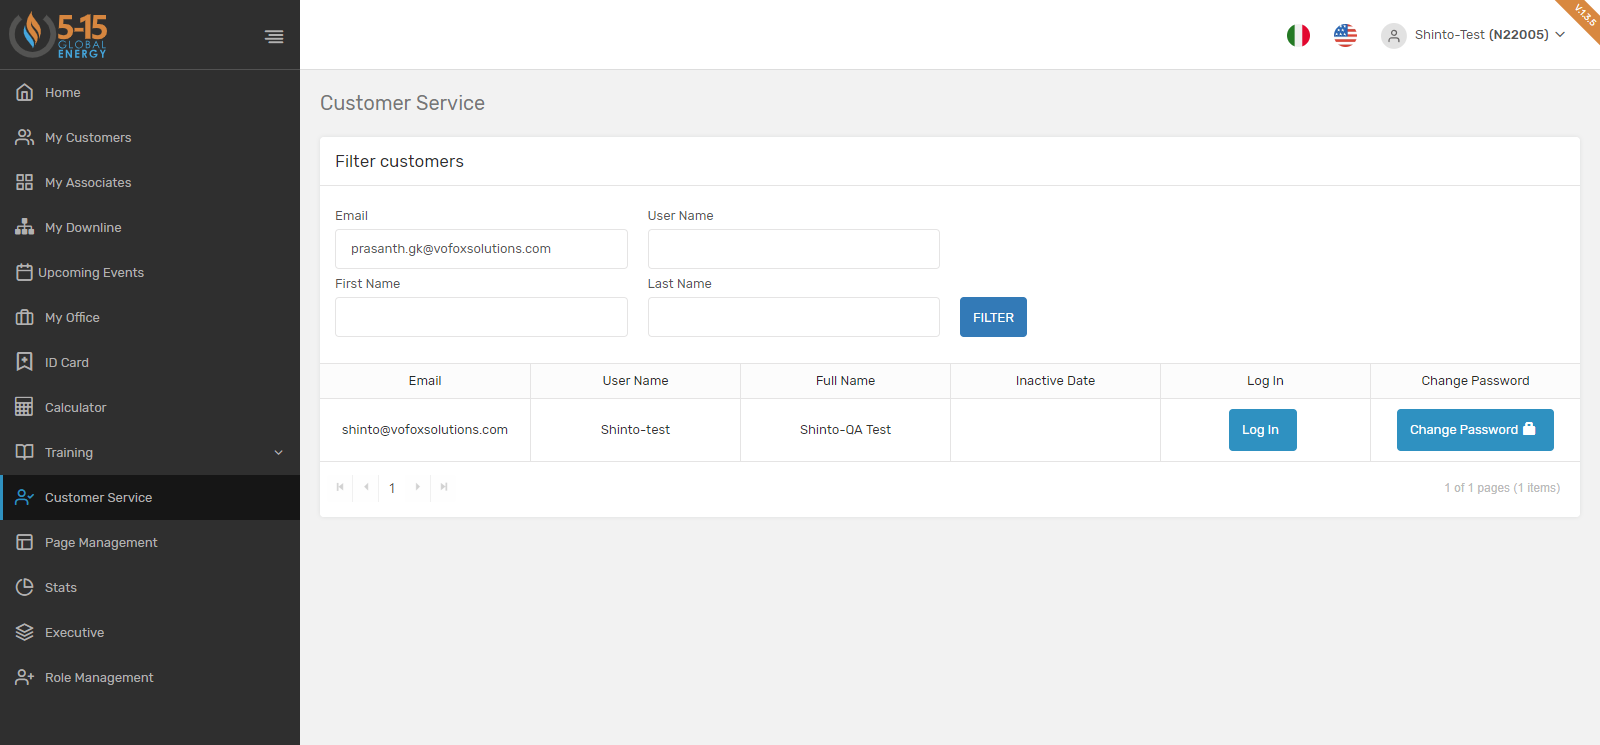 5-15
GLOBAL
ENERGY
Shinto-Test (N22005)
V.1.3.5
Home
My Customers
My Associates
My Downline
Upcoming Events
My Office
ID Card
Calculator
Training
Customer Service
Page Management
Stats
Executive
Role Management
Customer Service
Filter customers
Email User Name
prasanth.gk@vofoxsolutions.com
First Name Last Name
FILTER
Email User Name Full Name Inactive Date Log In Change Password
shinto@vofoxsolutions.com Shinto-test Shinto-QA Test Log In Change Password
1 1 of 1 pages (1 items)